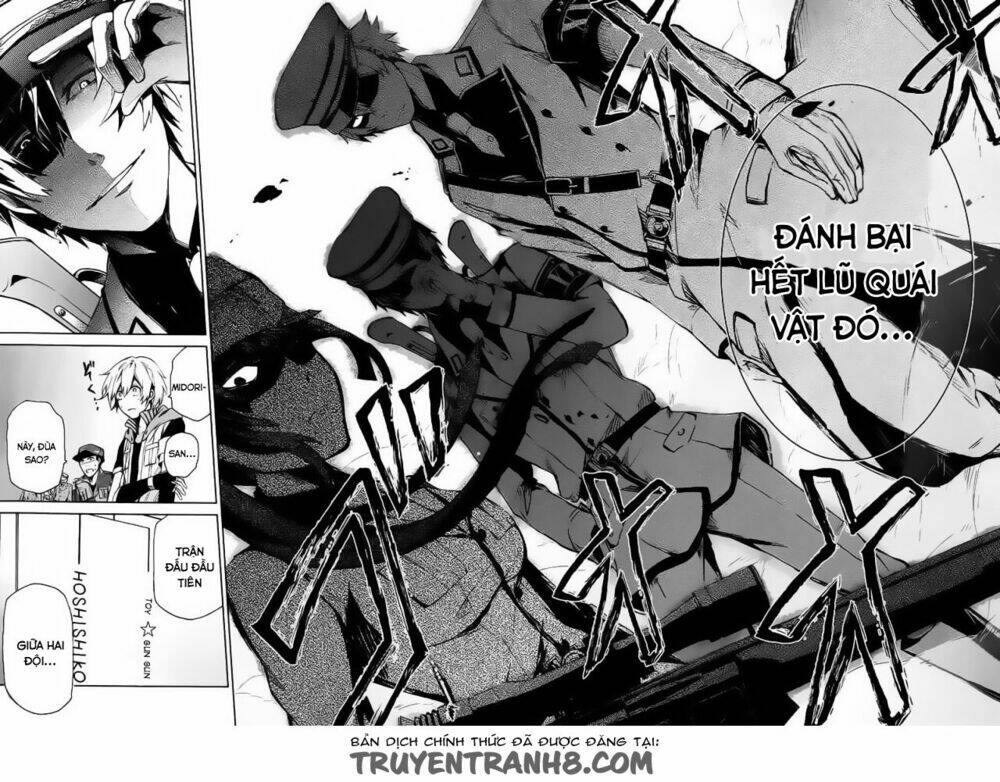 ĐÁNH BẠI
HẾT LŨ QUÁI
VẬT ĐÓ...
MIDORI-
SAN...
NÀY, ĐÙA
SAO?
TRẬN
ĐẤU ĐẦU
TIÊN
TOY ☆ GUN GUN
HOSHISHIKO
GIỮA HAI
ĐỘI...
BẢN DỊCH CHÍNH THỨC ĐÃ ĐƯỢC ĐĂNG TẠI:
TRUYENTRANH8.COM